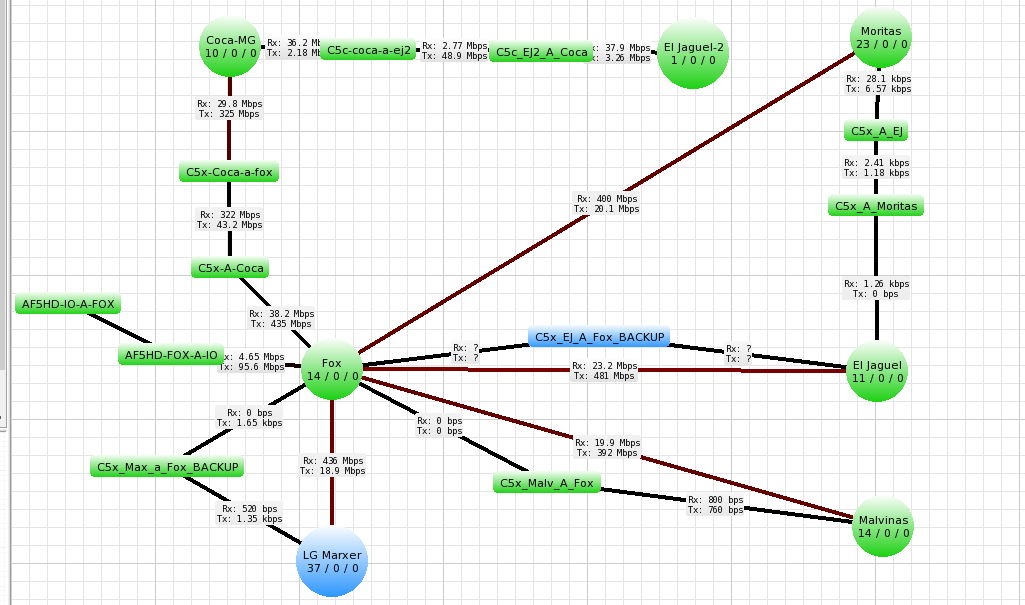 Coca-MG
10 / 0 / 0
Rx: 36.2 M
Tx: 2.18 M
C5c-coca-a-ej2
Rx: 2.77 Mbps
Tx: 48.9 Mbps
C5c_EJ2_A_Coca
: 37.9 Mbps
: 3.26 Mbps
El Jaguel-2
1 / 0 / 0
Moritas
23 / 0 / 0
Rx: 28.1 kbps
Tx: 6.57 kbps
Rx: 29.8 Mbps
Tx: 325 Mbps
C5x_A_EJ
Rx: 2.41 kbps
Tx: 1.18 kbps
C5x-Coca-a-fox
Rx: 400 Mbps
Tx: 20.1 Mbps
C5x_A_Moritas
Rx: 322 Mbps
Tx: 43.2 Mbps
C5x-A-Coca
Rx: 1.26 kbps
Tx: 0 bps
AF5HD-IO-A-FOX
Rx: 38.2 Mbps
Tx: 435 Mbps
C5x_EJ_A_Fox_BACKUP
AF5HD-FOX-A-IO
x: 4.65 Mbps
x: 95.6 Mbps
Fox
14 / 0 / 0
Rx: ?
Tx: ?
Rx: ?
Tx: ?
Rx: 23.2 Mbps
Tx: 481 Mbps
El Jaguel
11 / 0 / 0
Rx: 0 bps
Tx: 1.65 kbps
Rx: 0 bps
Tx: 0 bps
Rx: 19.9 Mbps
Tx: 392 Mbps
C5x_Max_a_Fox_BACKUP
Rx: 436 Mbps
Tx: 18.9 Mbps
C5x_Malv_A_Fox
Rx: 520 bps
Tx: 1.35 kbps
Rx: 800 bps
Tx: 760 bps
Malvinas
14 / 0 / 0
LG Marxer
37 / 0 / 0